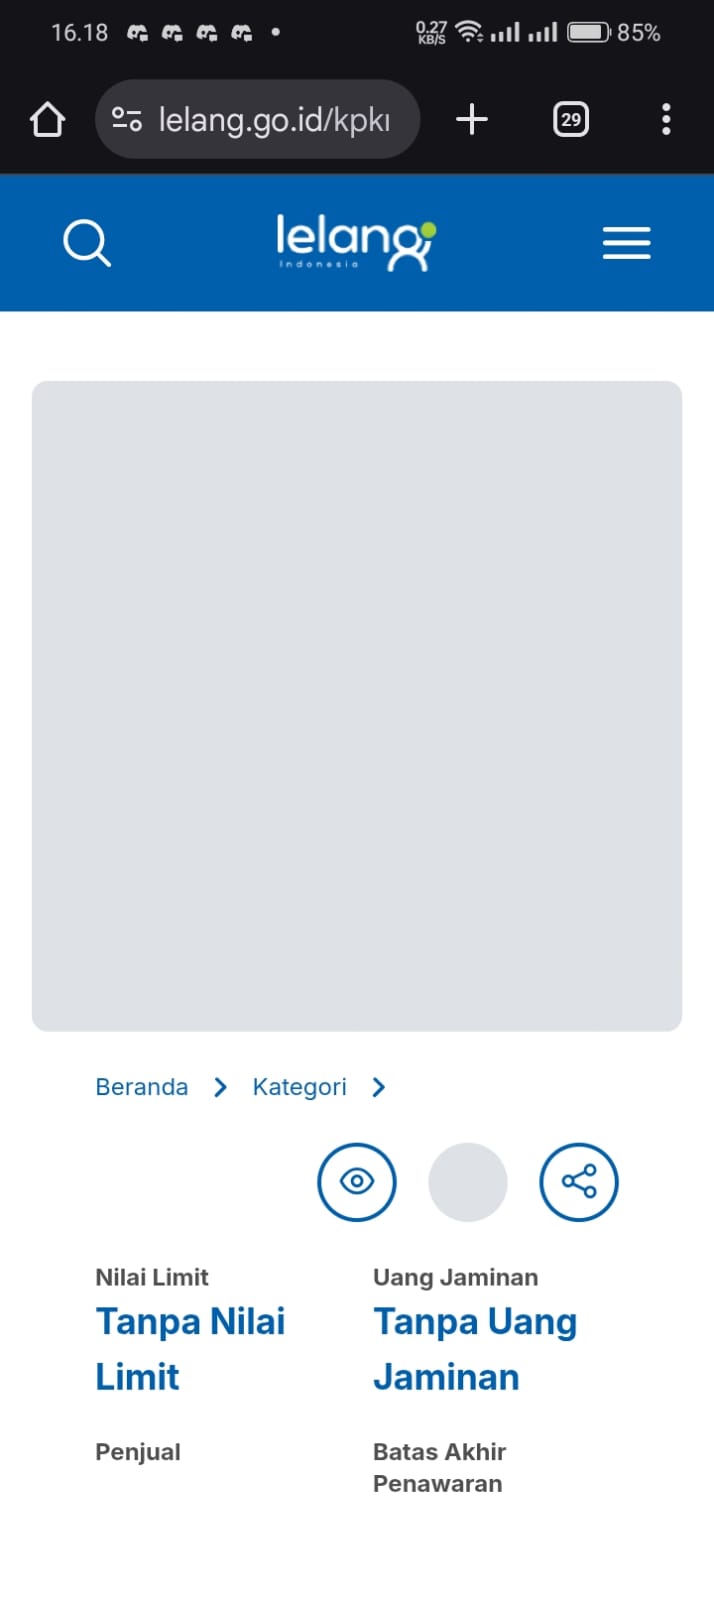 16.18 0.27 KB/S 85%
lelang.go.id/kpkn 29
lelang
Indonesia
Beranda Kategori
Nilai Limit Uang Jaminan
Tanpa Nilai Tanpa Uang
Limit Jaminan
Penjual Batas Akhir
Penawaran